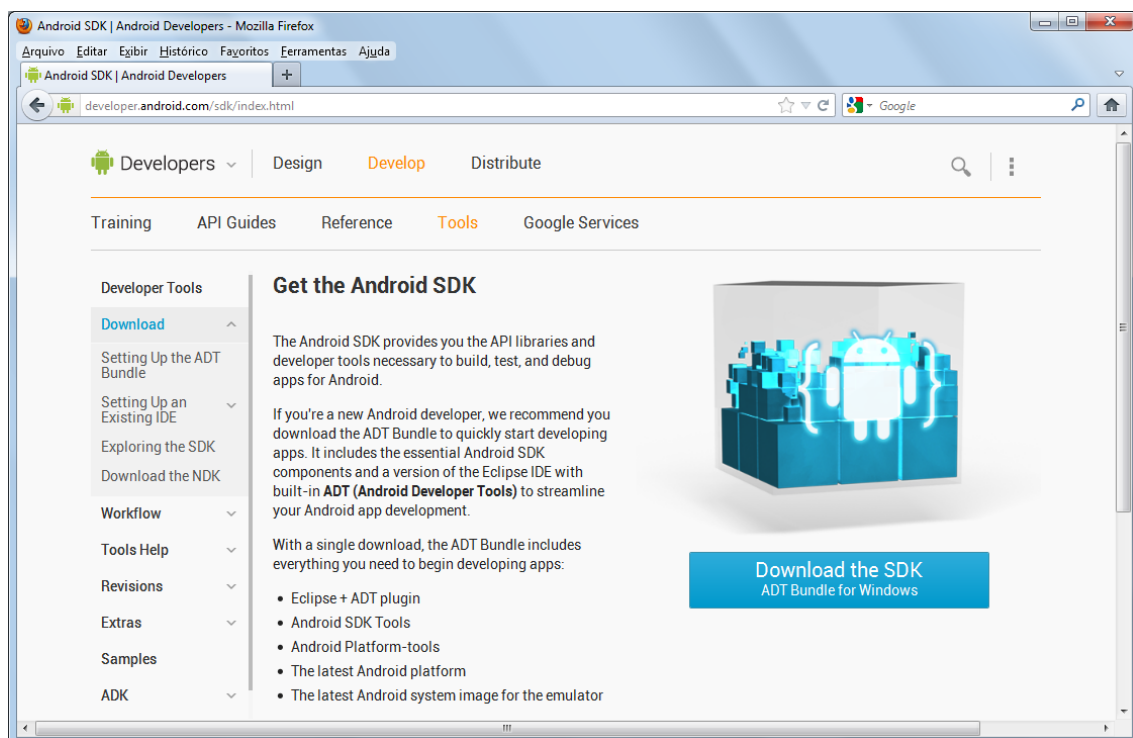 Android SDK | Android Developers - Mozilla Firefox
Arquivo Editar Exibir Histórico Favoritos Ferramentas Ajuda
Android SDK | Android Developers
developer.android.com/sdk/index.html Google
Developers Design Develop Distribute
Training API Guides Reference Tools Google Services
Developer Tools
Download
Setting Up the ADT
Bundle
Setting Up an
Existing IDE
Exploring the SDK
Download the NDK
Workflow
Tools Help
Revisions
Extras
Samples
ADK
Get the Android SDK
The Android SDK provides you the API libraries and
developer tools necessary to build, test, and debug
apps for Android.
If you're a new Android developer, we recommend you
download the ADT Bundle to quickly start developing
apps. It includes the essential Android SDK
components and a version of the Eclipse IDE with
built-in ADT (Android Developer Tools) to streamline
your Android app development.
With a single download, the ADT Bundle includes
everything you need to begin developing apps:
• Eclipse + ADT plugin
• Android SDK Tools
• Android Platform-tools
• The latest Android platform
• The latest Android system image for the emulator
Download the SDK
ADT Bundle for Windows